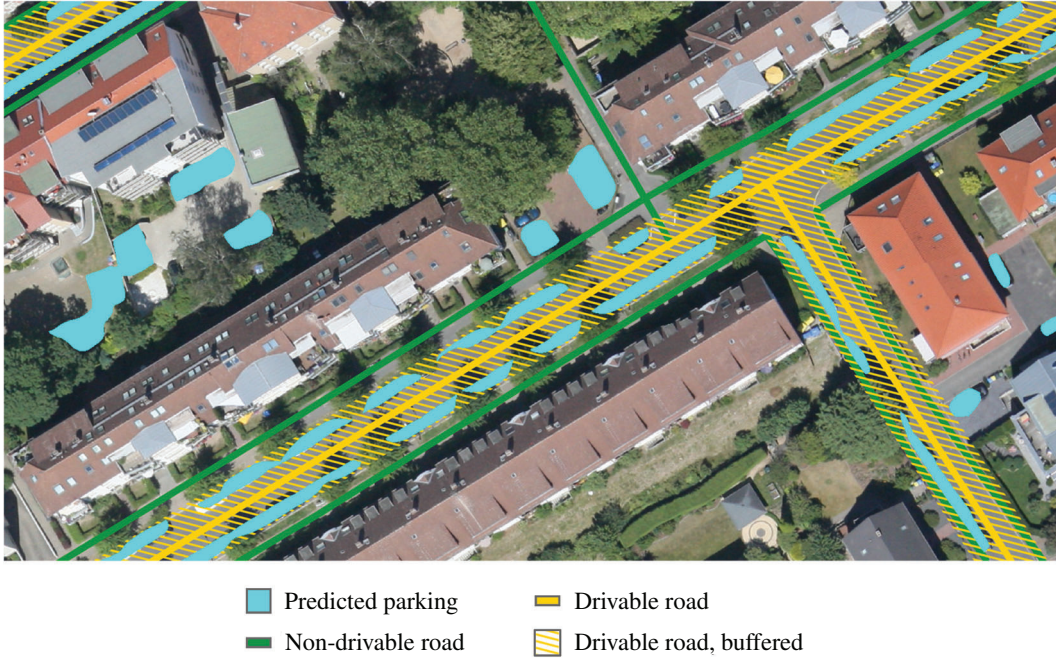 Predicted parking
Drivable road
Non-drivable road
Drivable road, buffered